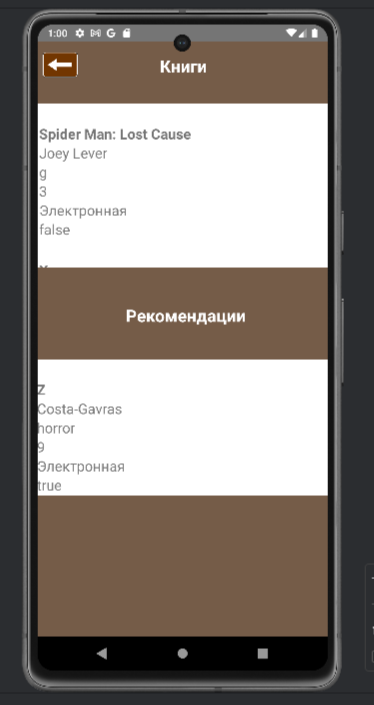 1:00 G
Книги
Spider Man: Lost Cause
Joey Lever
g
3
Электронная
false
Рекомендации
Z
Costa-Gavras
horror
9
Электронная
true